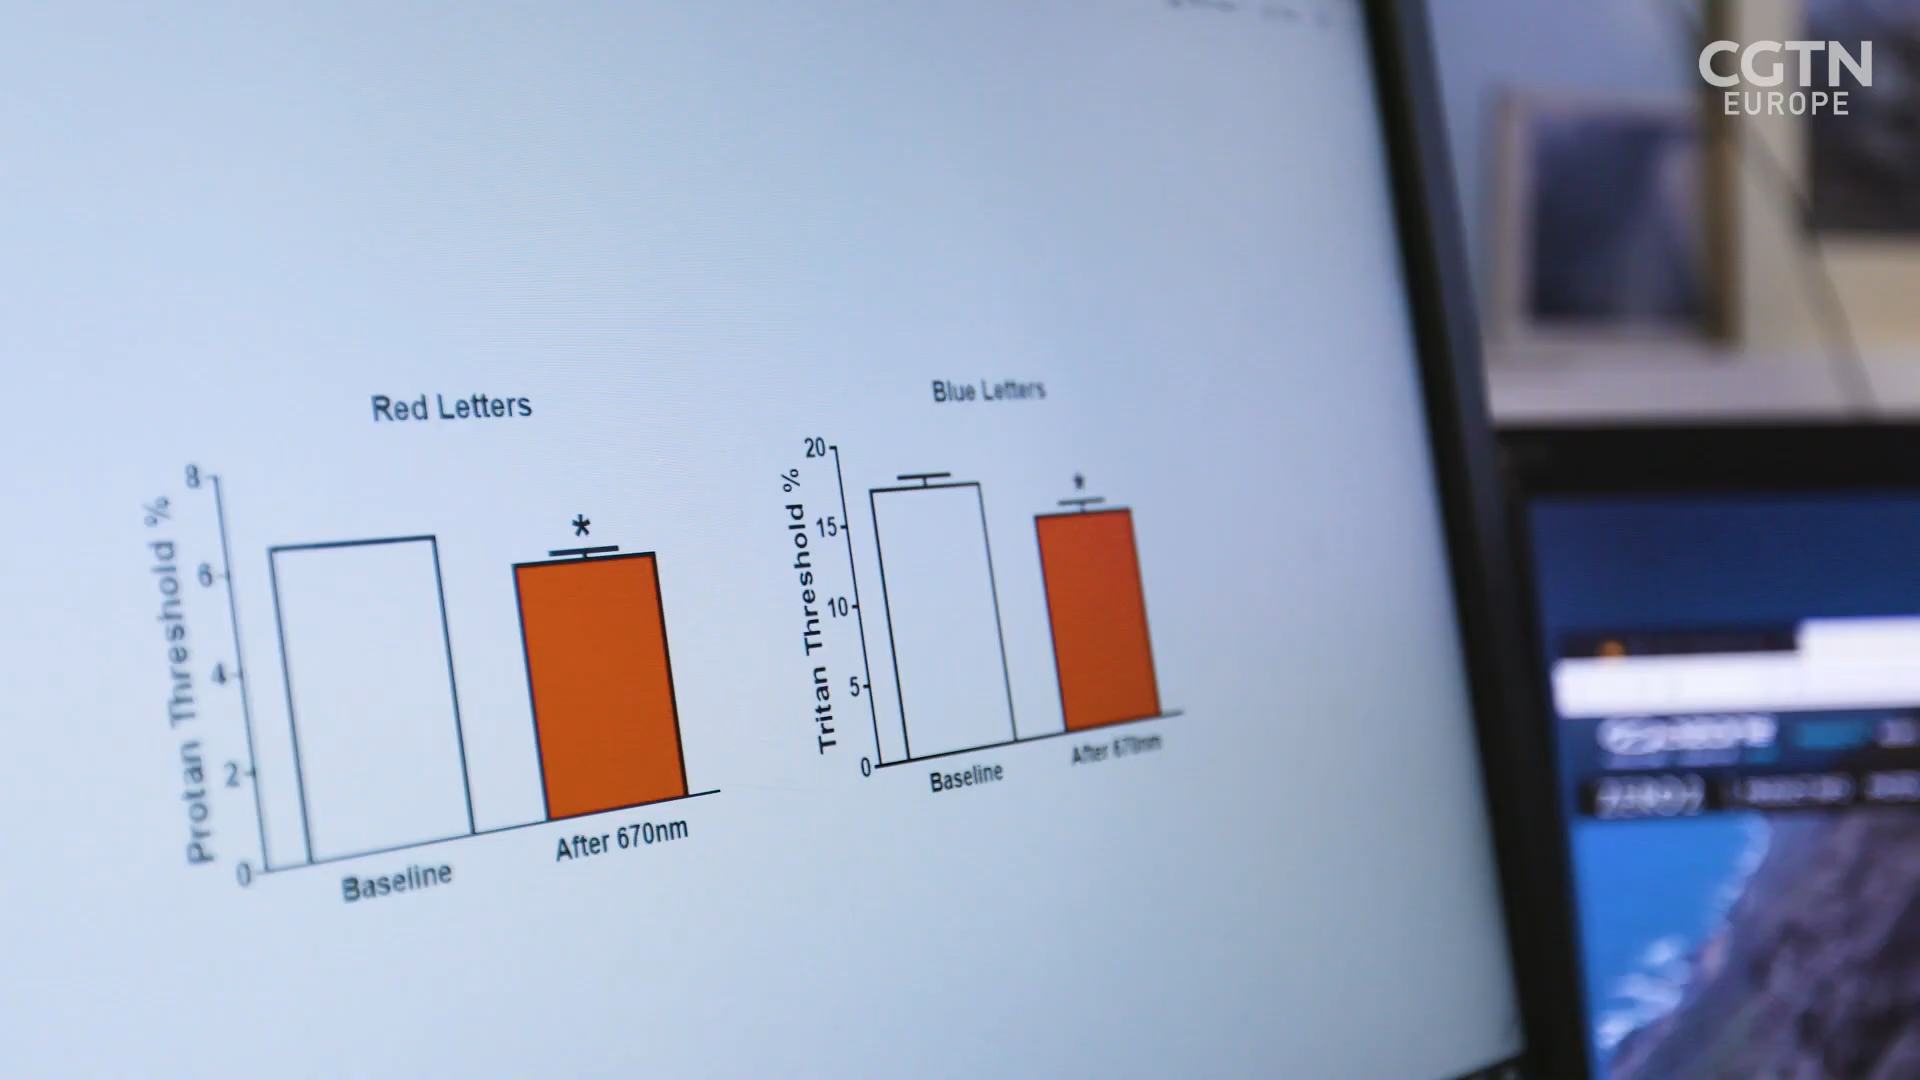 CGTN
EUROPE
Red Letters
Protan Threshold %
8
6
4
2
0
*
Baseline
After 670nm
Blue Letters
Tritan Threshold %
20
15
10
5
0
*
Baseline
After 670nm